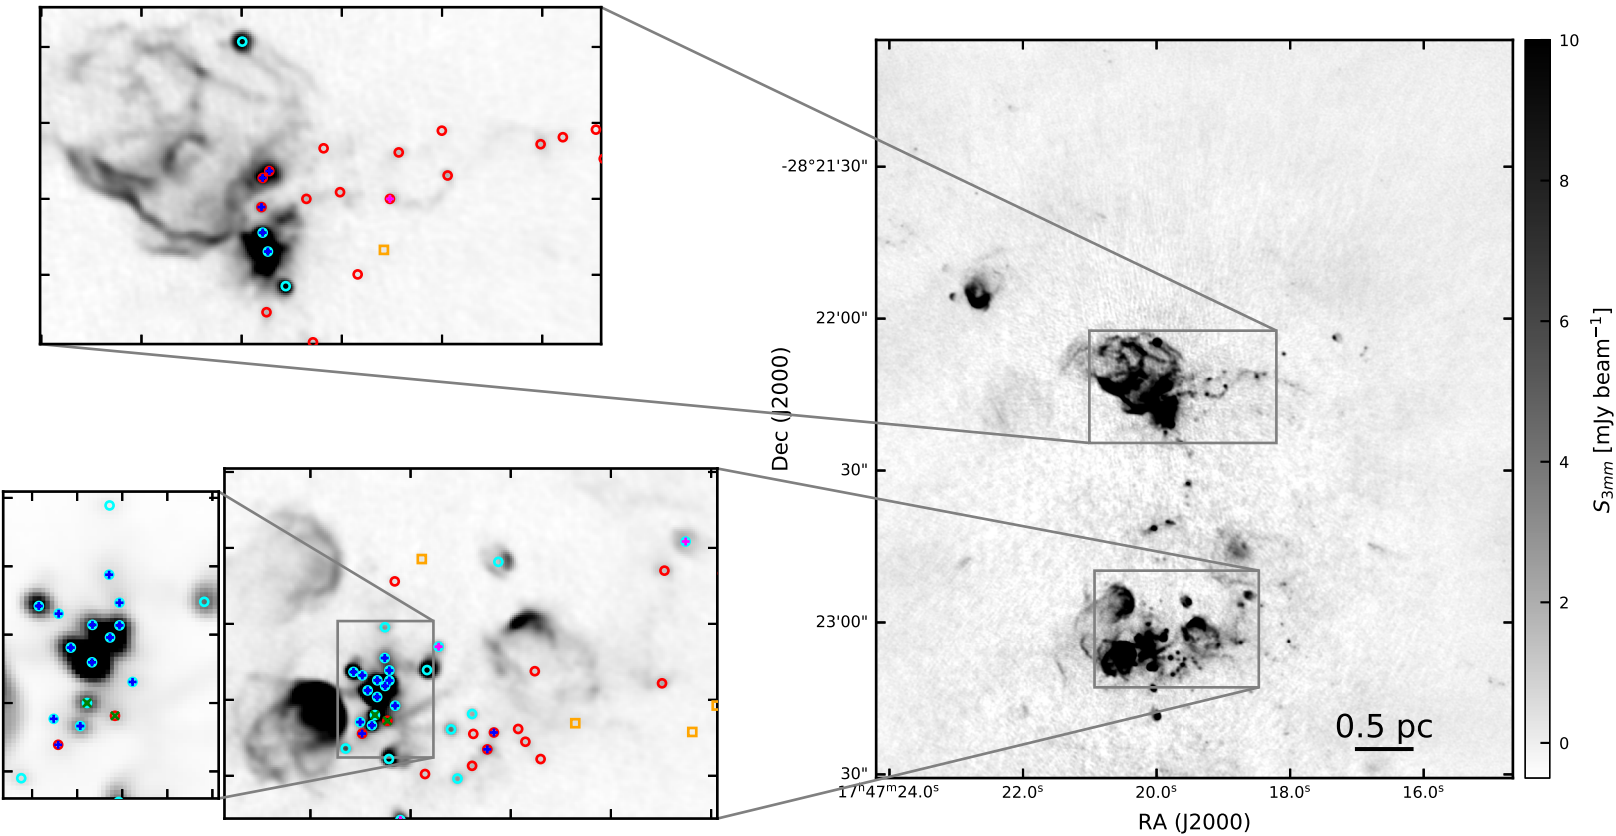 -28°21'30"
22'00"
30"
23'00"
30"
Dec (J2000)
17ʰ47ᵐ24.0ˢ 22.0ˢ 20.0ˢ 18.0ˢ 16.0ˢ
RA (J2000)
0.5 pc
10
8
6
4
2
0
S₃ₘₘ [mJy beam⁻¹]